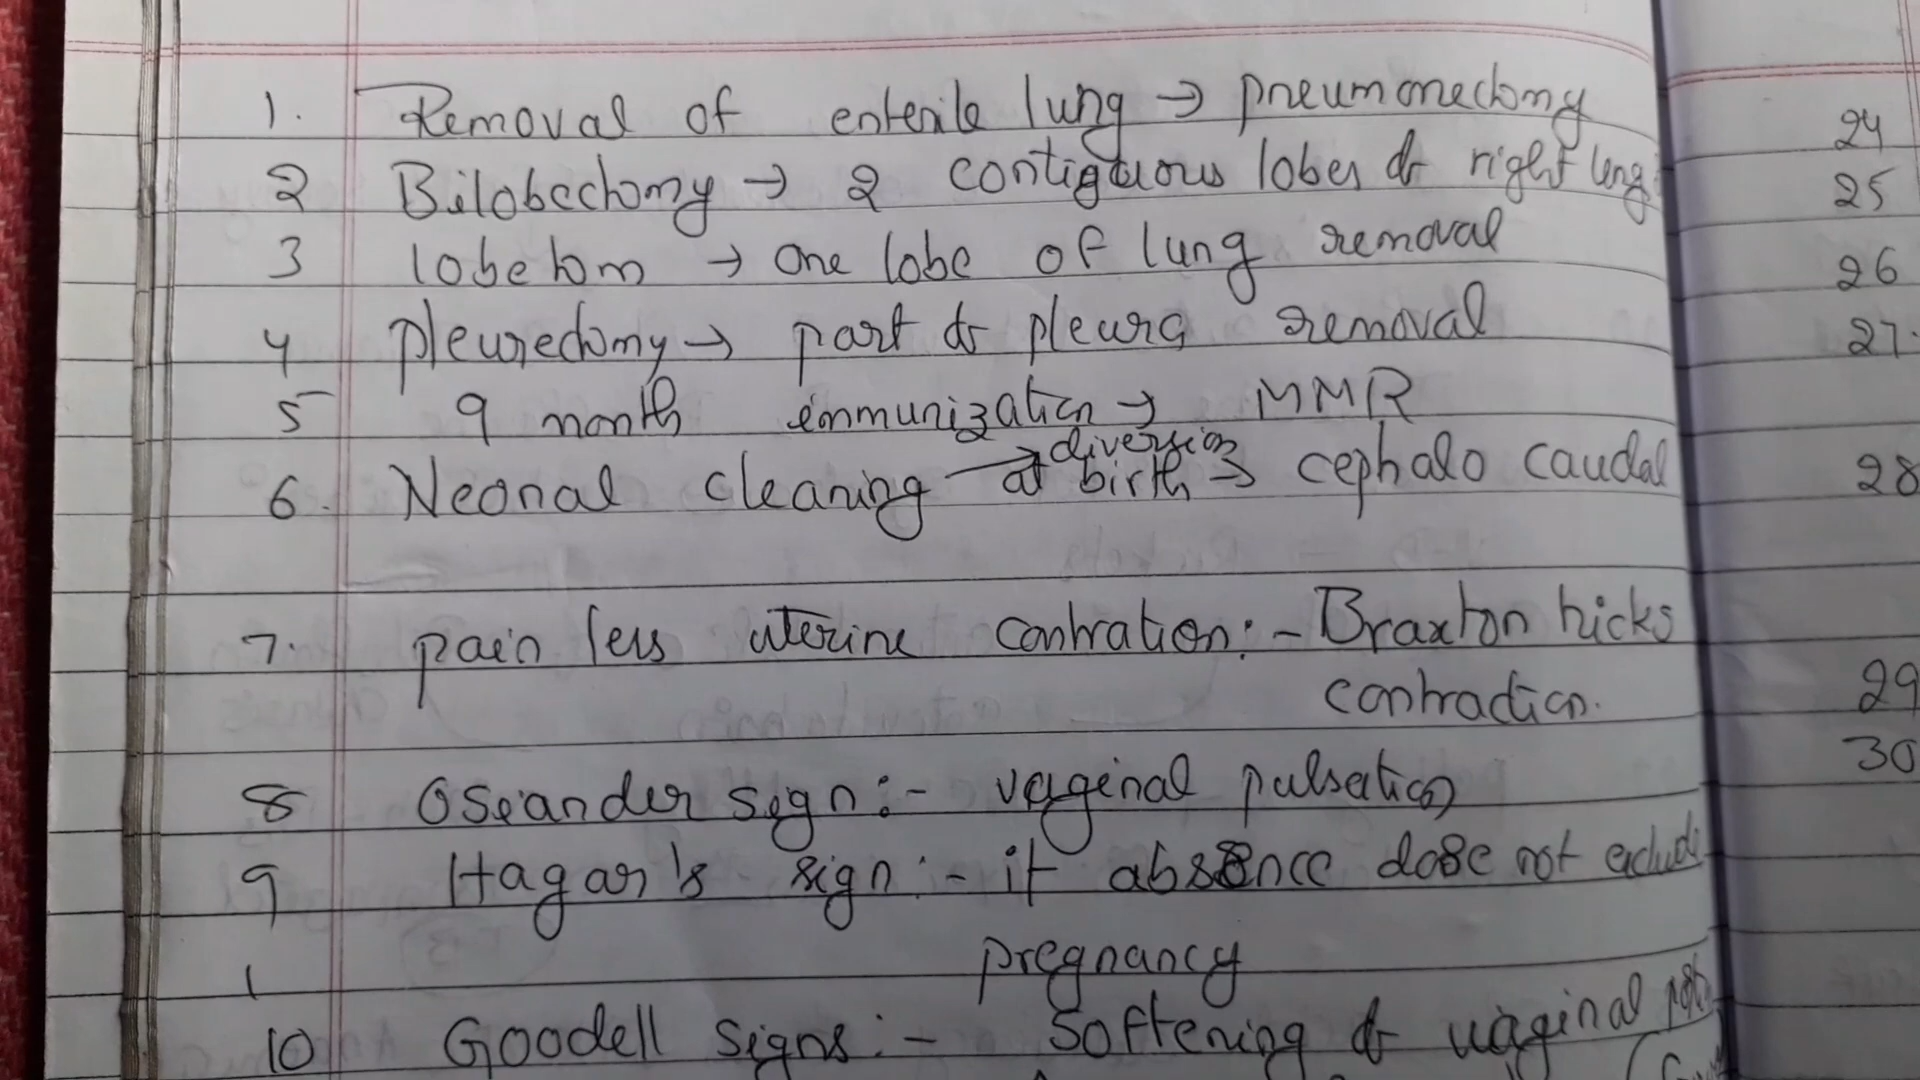 1. Removal of enterile lung → pneumonectomy
2 Bilobectomy → 2 contiguous lobes of right lung
3 lobetom → One lobe of lung removal
4 pleurectomy → part of pleura removal
5 9 month immunization → MMR
diversion
6. Neonal cleaning → at birth → cephalo caudal
7. pain less uterine contration:- Braxton hicks
contraction.
8 Oseander sign:- vaginal pulsation
9 Hagar's sign:- it absence dose not exclude
1 pregnancy
10 Goodell signs:- Softening of vaginal
24
25
26
27.
28
29
30